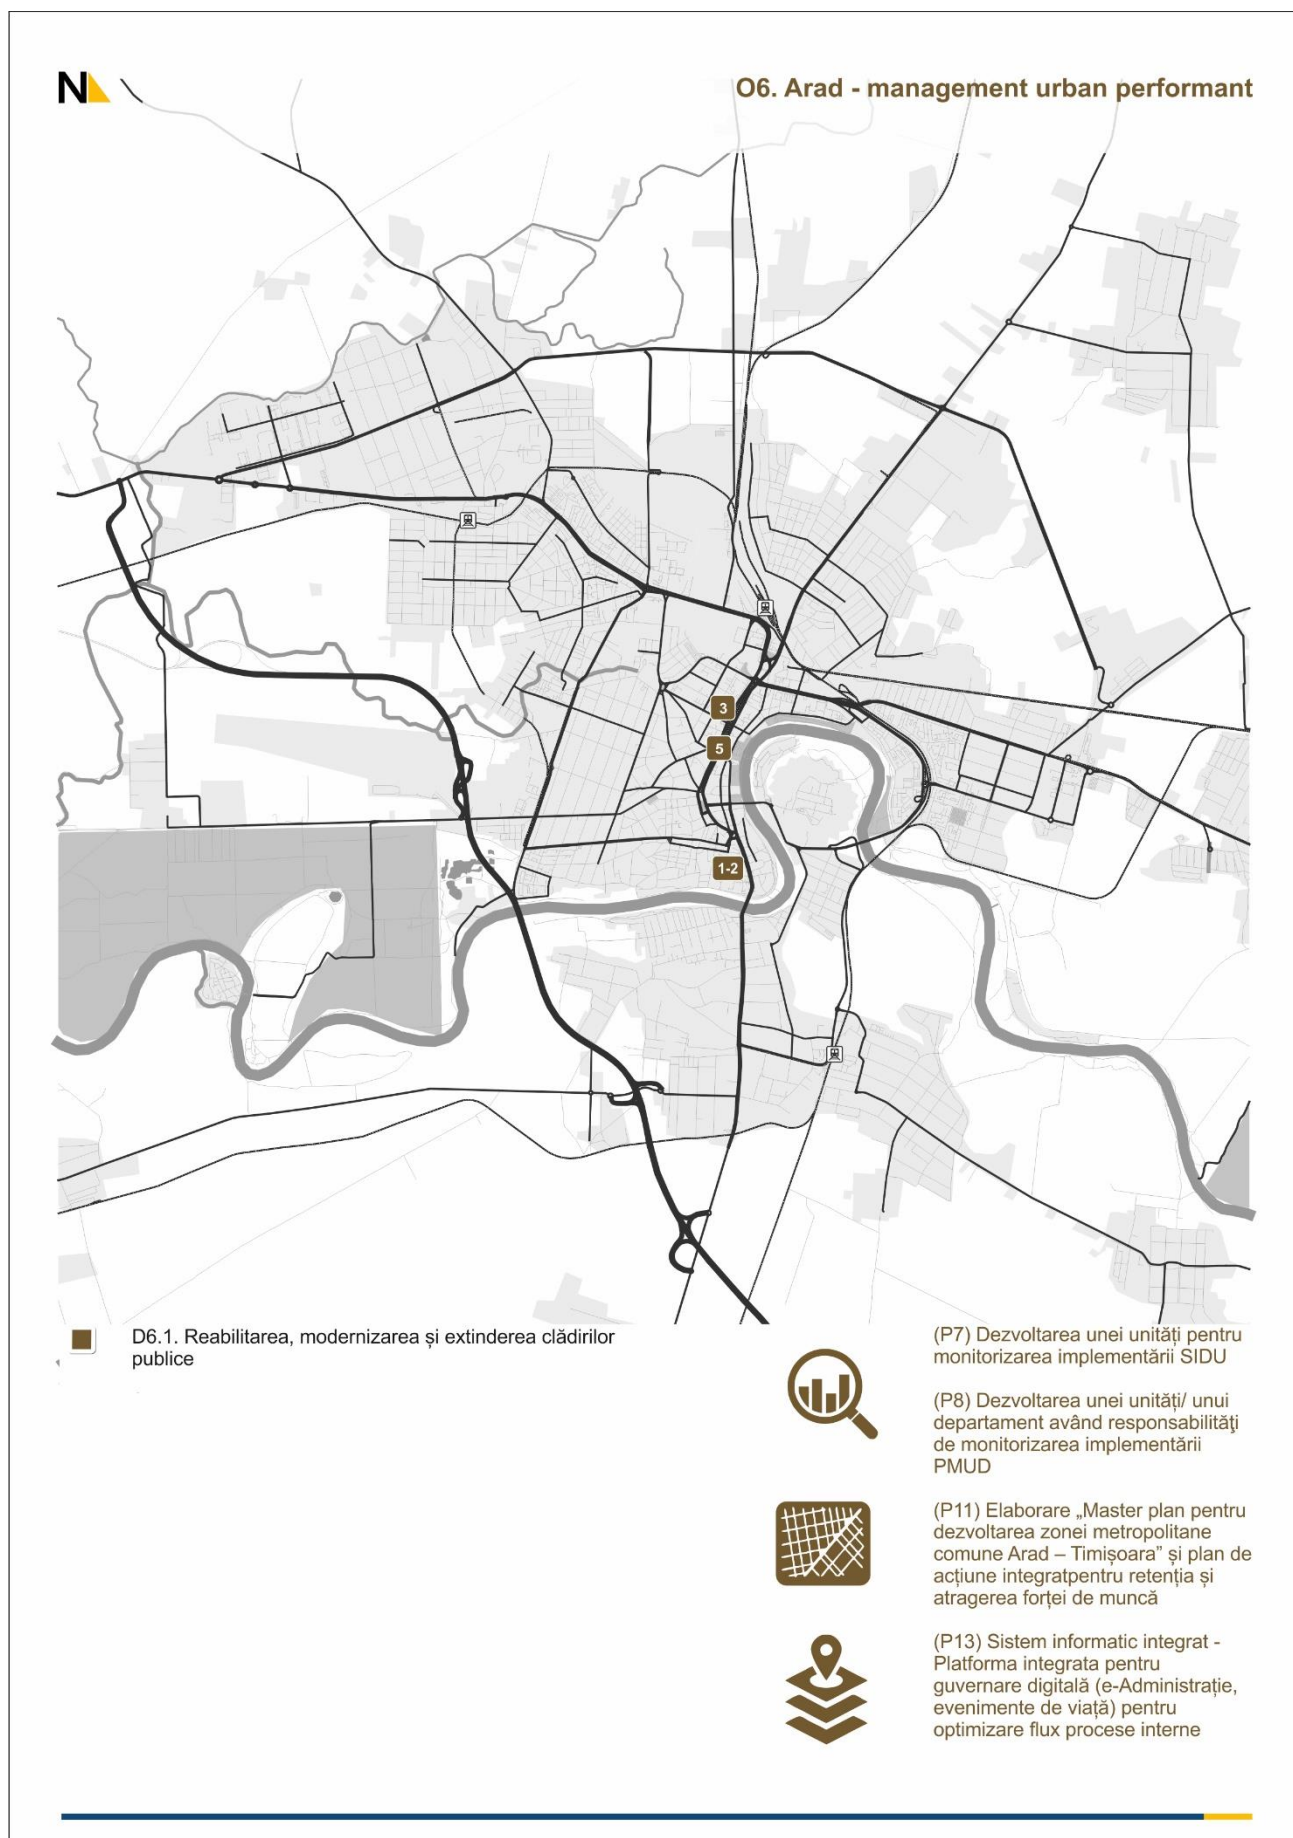 N
O6. Arad - management urban performant
3
5
1-2
D6.1. Reabilitarea, modernizarea și extinderea clădirilor
publice
(P7) Dezvoltarea unei unități pentru
monitorizarea implementării SIDU
(P8) Dezvoltarea unei unități/ unui
departament având responsabilităţi
de monitorizarea implementării
PMUD
(P11) Elaborare „Master plan pentru
dezvoltarea zonei metropolitane
comune Arad – Timișoara” și plan de
acțiune integratpentru retenția și
atragerea forței de muncă
(P13) Sistem informatic integrat -
Platforma integrata pentru
guvernare digitală (e-Administrație,
evenimente de viață) pentru
optimizare flux procese interne